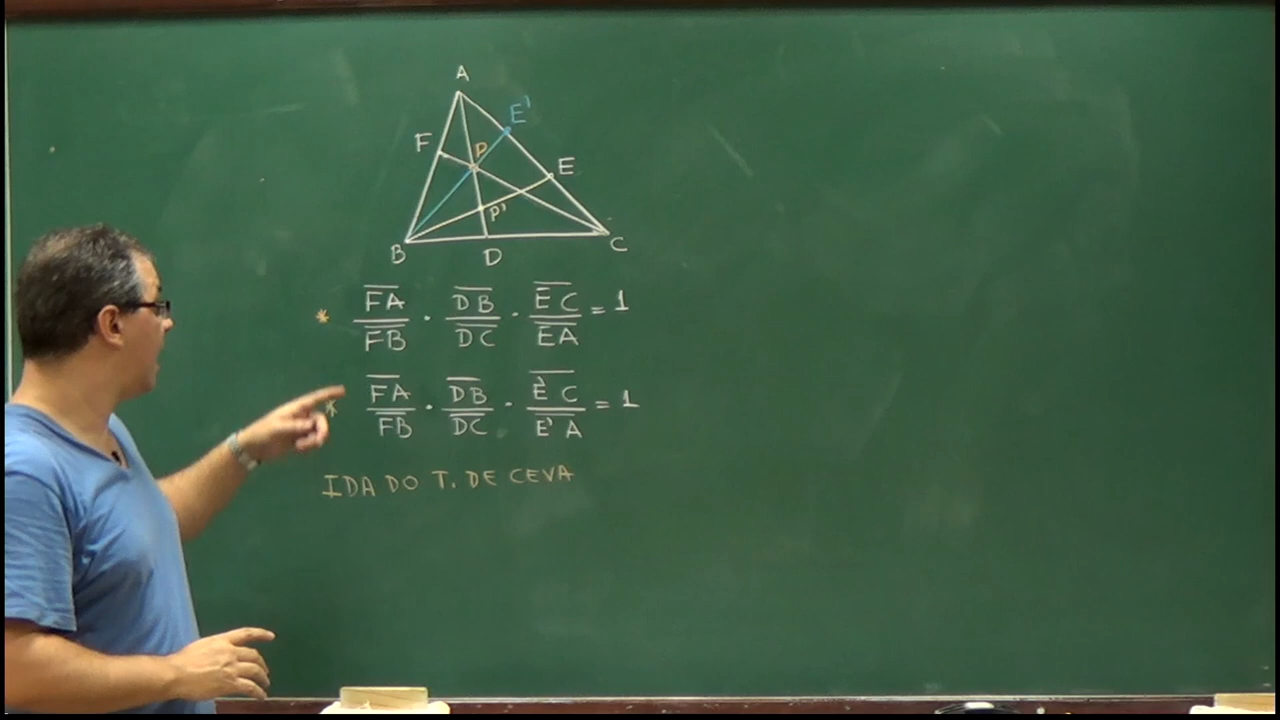 A
E'
F
P
E
P'
B
D
C
* FA/FB · DB/DC · EC/EA = 1
* FA/FB · DB/DC · E'C/E'A = 1
IDA DO T. DE CEVA